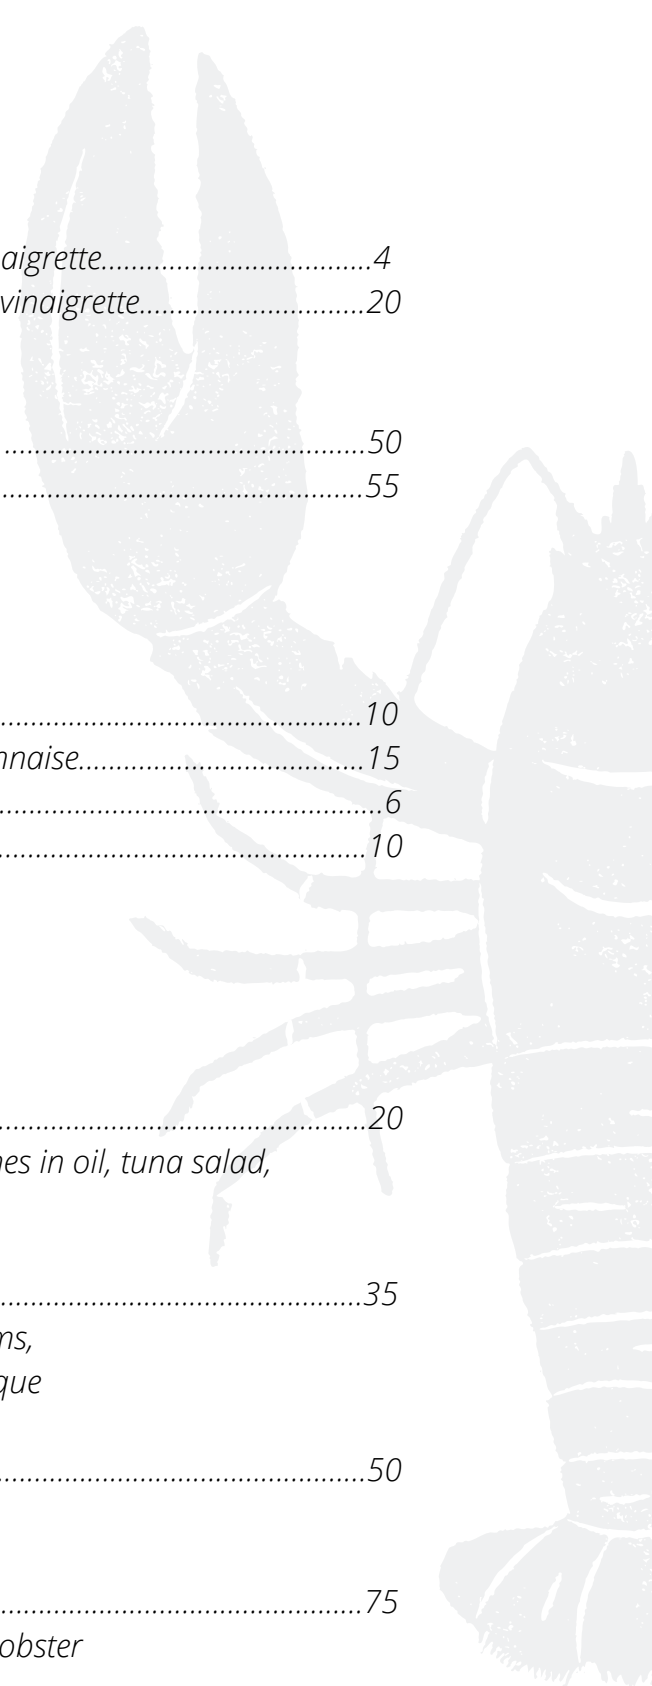 aigrette..............................4
vinaigrette.........................20
........................................50
........................................55
........................................10
nnaise................................15
...........................................6
.........................................10
.........................................20
nes in oil, tuna salad,
........................................35
ms,
que
.........................................50
........................................75
obster